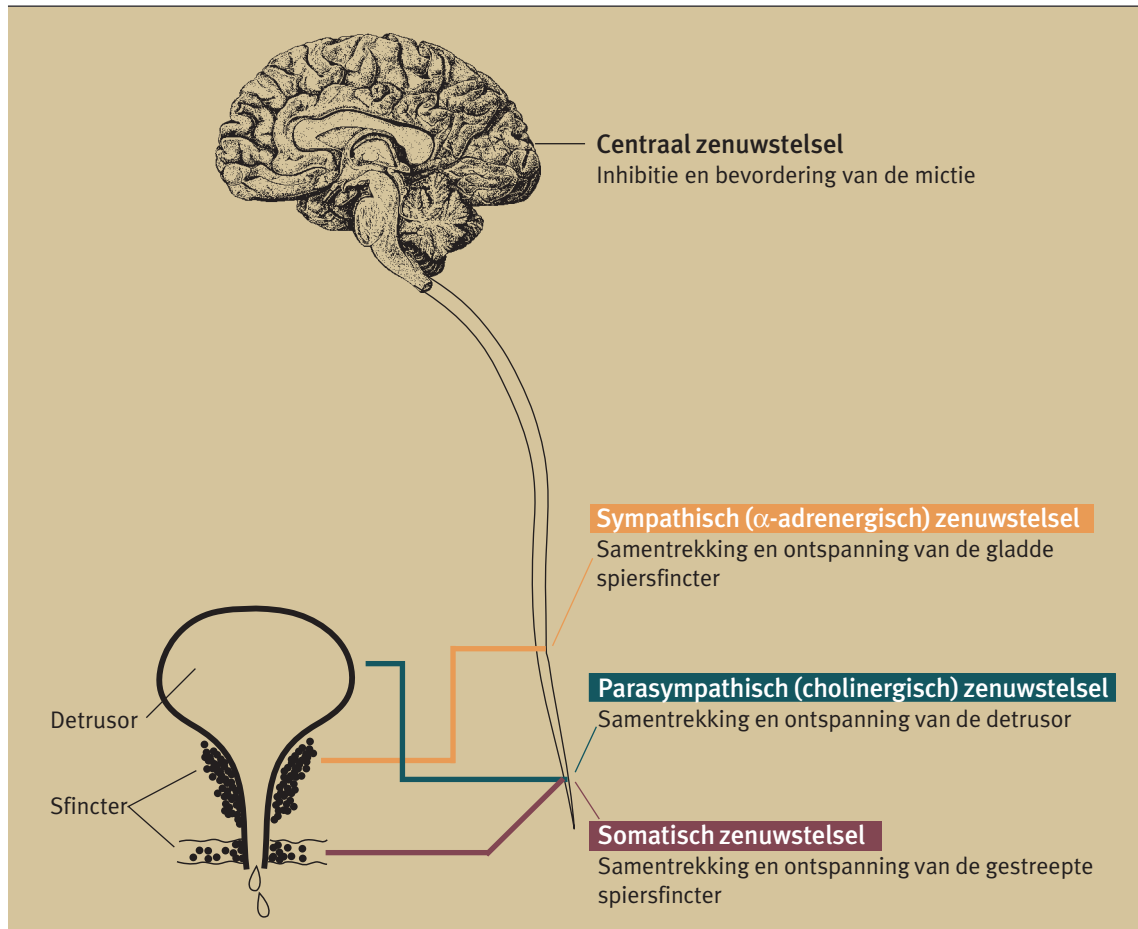 Centraal zenuwstelsel
Inhibitie en bevordering van de mictie
Sympathisch (α-adrenergisch) zenuwstelsel
Samentrekking en ontspanning van de gladde
spiersfincter
Parasympathisch (cholinergisch) zenuwstelsel
Samentrekking en ontspanning van de detrusor
Detrusor
Sfincter
Somatisch zenuwstelsel
Samentrekking en ontspanning van de gestreepte
spiersfincter